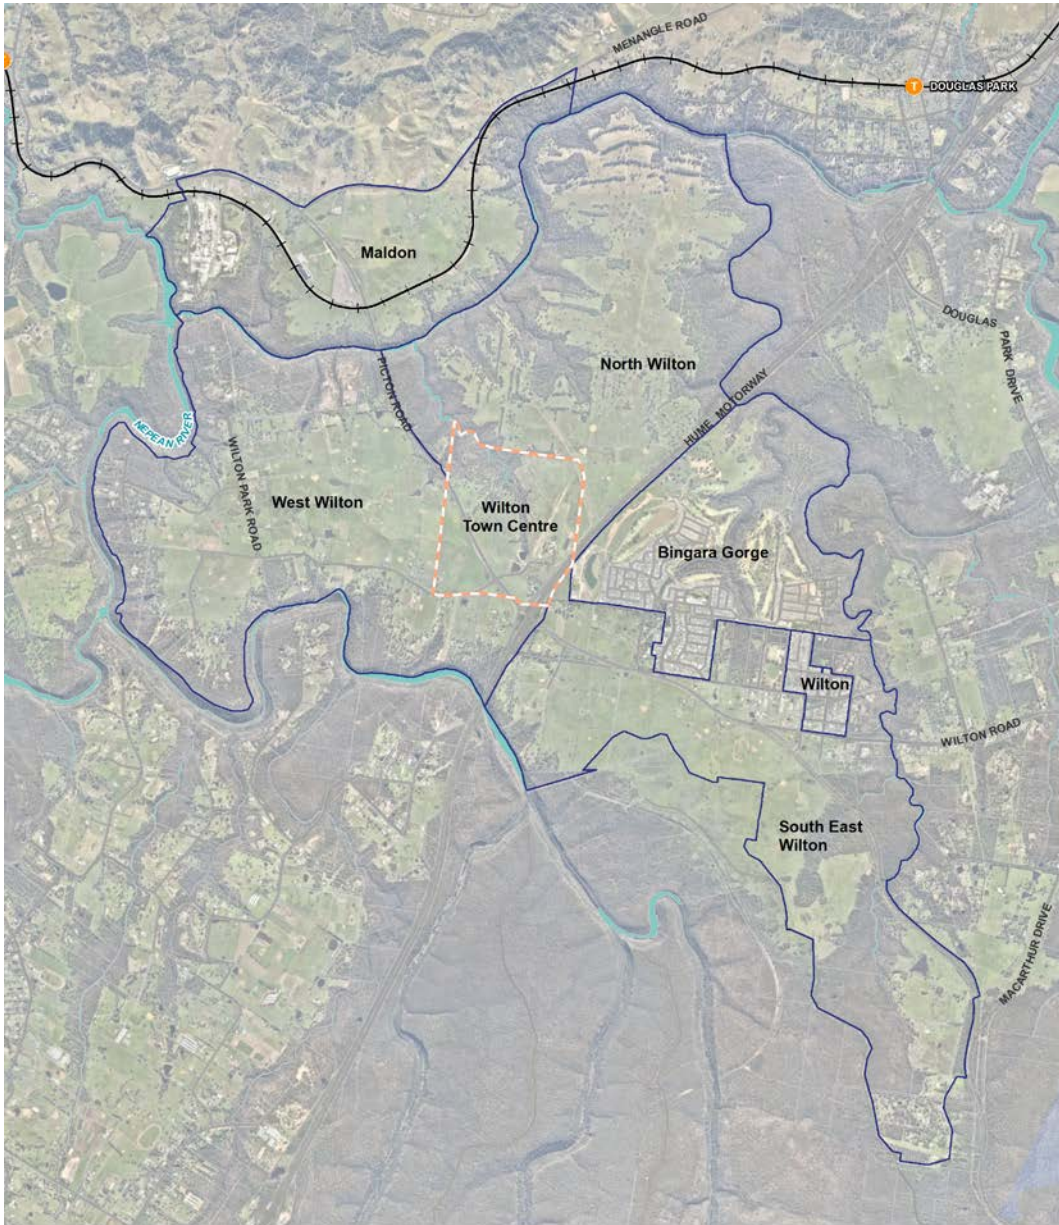 MENANGLE ROAD
T
DOUGLAS PARK
Maldon
DOUGLAS PARK DRIVE
North Wilton
PICTON ROAD
HUME MOTORWAY
NEPEAN RIVER
WILTON PARK ROAD
West Wilton
Wilton
Town Centre
Bingara Gorge
Wilton
WILTON ROAD
South East
Wilton
MACARTHUR DRIVE